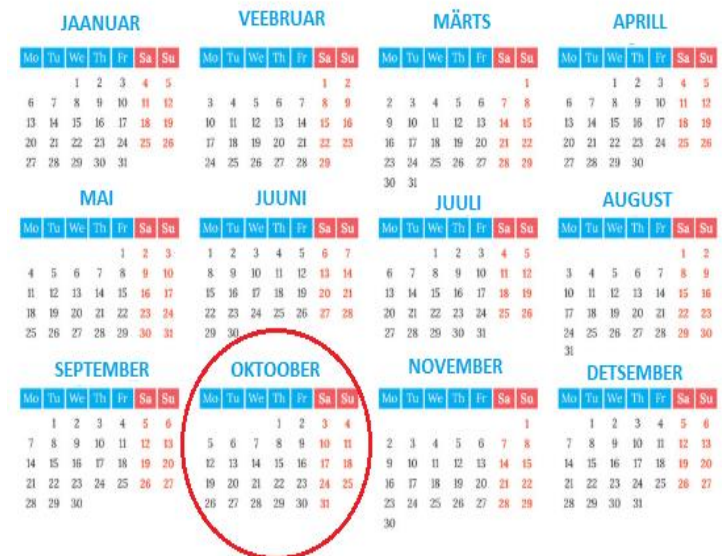 JAANUAR
Mo Tu We Th Fr Sa Su
1 2 3 4 5
6 7 8 9 10 11 12
13 14 15 16 17 18 19
20 21 22 23 24 25 26
27 28 29 30 31
VEEBRUAR
Mo Tu We Th Fr Sa Su
1 2
3 4 5 6 7 8 9
10 11 12 13 14 15 16
17 18 19 20 21 22 23
24 25 26 27 28 29
MÄRTS
Mo Tu We Th Fr Sa Su
1
2 3 4 5 6 7 8
9 10 11 12 13 14 15
16 17 18 19 20 21 22
23 24 25 26 27 28 29
30 31
APRILL
Mo Tu We Th Fr Sa Su
1 2 3 4 5
6 7 8 9 10 11 12
13 14 15 16 17 18 19
20 21 22 23 24 25 26
27 28 29 30
MAI
Mo Tu We Th Fr Sa Su
1 2 3
4 5 6 7 8 9 10
11 12 13 14 15 16 17
18 19 20 21 22 23 24
25 26 27 28 29 30 31
JUUNI
Mo Tu We Th Fr Sa Su
1 2 3 4 5 6 7
8 9 10 11 12 13 14
15 16 17 18 19 20 21
22 23 24 25 26 27 28
29 30
JUULI
Mo Tu We Th Fr Sa Su
1 2 3 4 5
6 7 8 9 10 11 12
13 14 15 16 17 18 19
20 21 22 23 24 25 26
27 28 29 30 31
AUGUST
Mo Tu We Th Fr Sa Su
1 2
3 4 5 6 7 8 9
10 11 12 13 14 15 16
17 18 19 20 21 22 23
24 25 26 27 28 29 30
31
SEPTEMBER
Mo Tu We Th Fr Sa Su
1 2 3 4 5 6
7 8 9 10 11 12 13
14 15 16 17 18 19 20
21 22 23 24 25 26 27
28 29 30
OKTOOBER
Mo Tu We Th Fr Sa Su
1 2 3 4
5 6 7 8 9 10 11
12 13 14 15 16 17 18
19 20 21 22 23 24 25
26 27 28 29 30 31
NOVEMBER
Mo Tu We Th Fr Sa Su
1
2 3 4 5 6 7 8
9 10 11 12 13 14 15
16 17 18 19 20 21 22
23 24 25 26 27 28 29
30
DETSEMBER
Mo Tu We Th Fr Sa Su
1 2 3 4 5 6
7 8 9 10 11 12 13
14 15 16 17 18 19 20
21 22 23 24 25 26 27
28 29 30 31